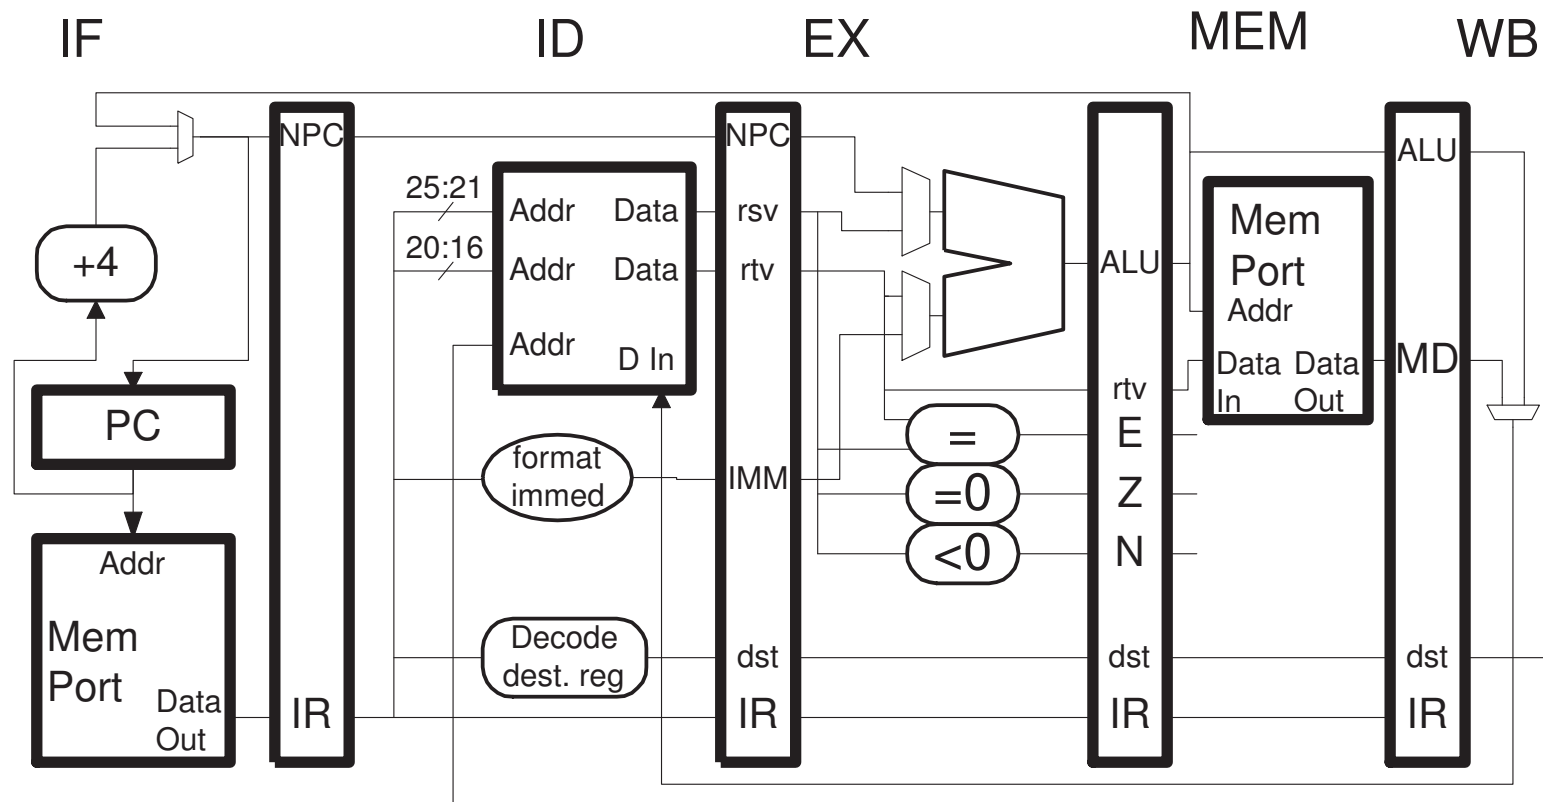 IF
ID
EX
MEM
WB
+4
PC
Addr
Mem
Port
Data
Out
NPC
IR
25:21
20:16
Addr
Data
Addr
Data
Addr
D In
format
immed
Decode
dest. reg
NPC
rsv
rtv
IMM
dst
IR
=
=0
<0
ALU
rtv
E
Z
N
dst
IR
Mem
Port
Addr
Data
In
Data
Out
ALU
MD
dst
IR